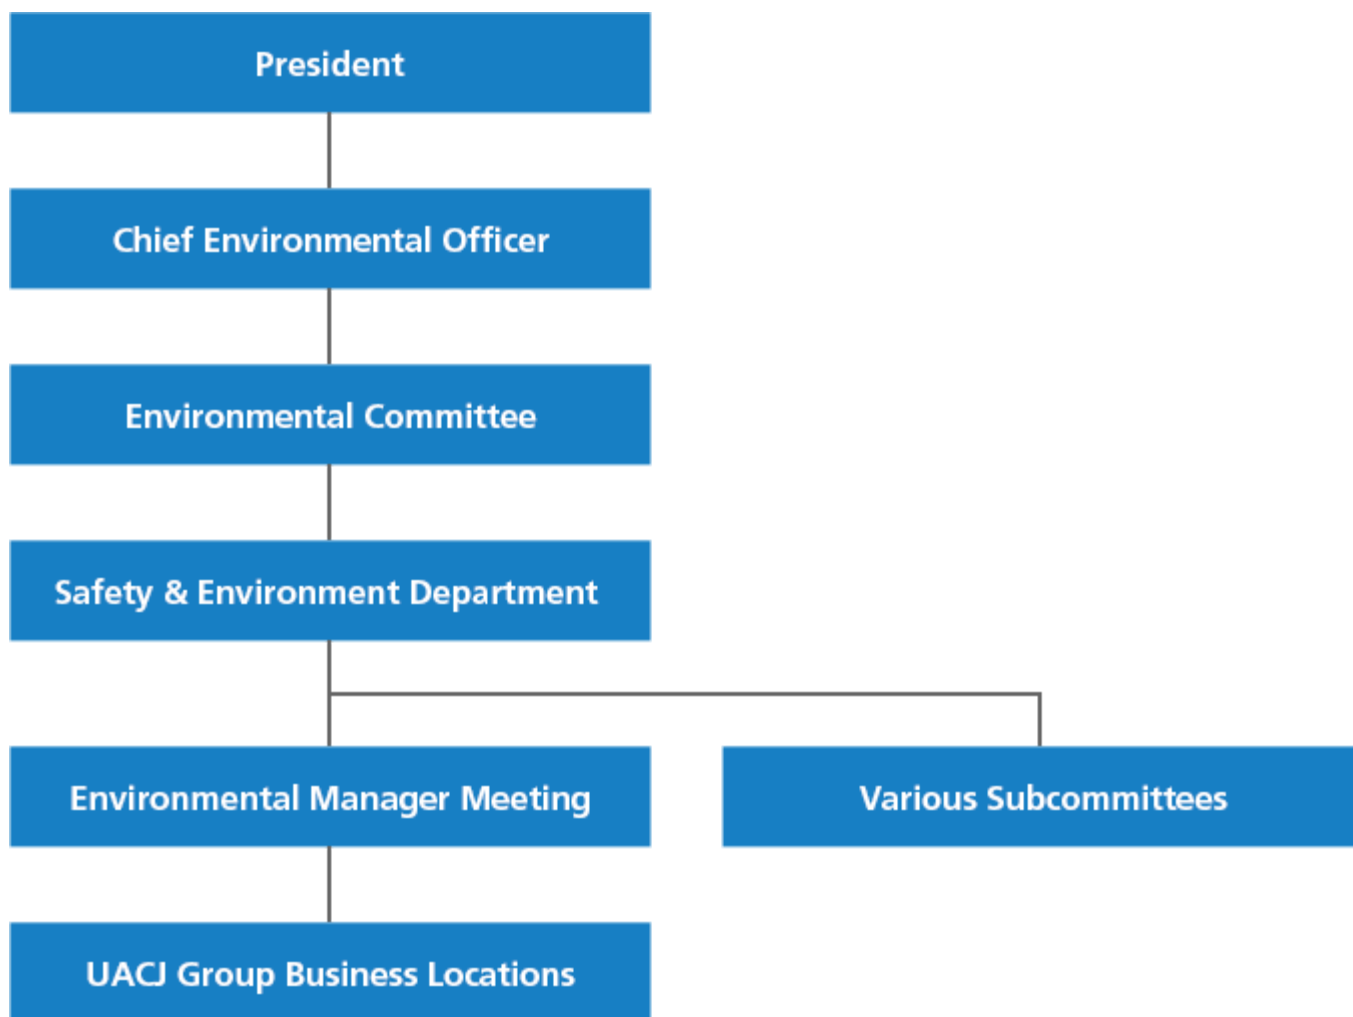 President
Chief Environmental Officer
Environmental Committee
Safety & Environment Department
Environmental Manager Meeting
Various Subcommittees
UACJ Group Business Locations